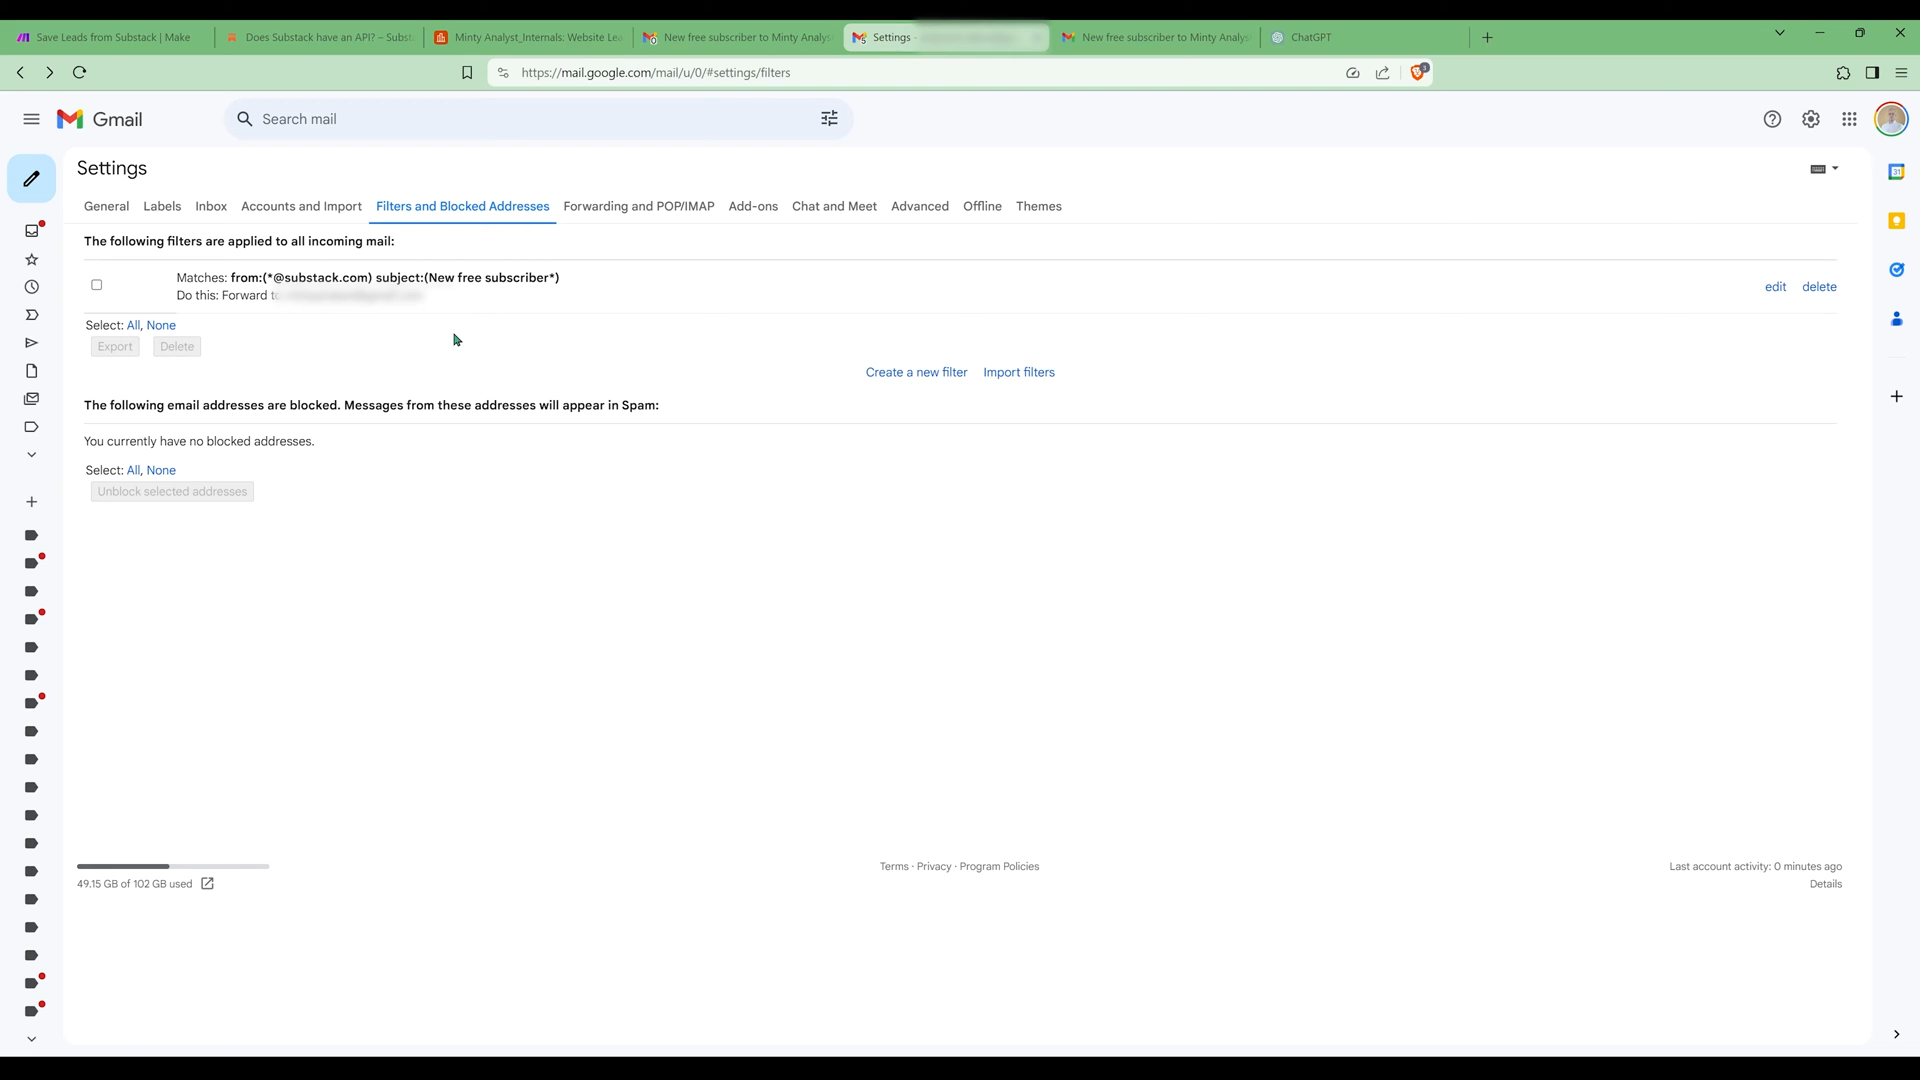 Save Leads from Substack | Make
Does Substack have an API? – Subst
Minty Analyst_Internals: Website Lea
New free subscriber to Minty Analys
Settings -
New free subscriber to Minty Analys
ChatGPT
https://mail.google.com/mail/u/0/#settings/filters
3
Gmail
Search mail
Settings
General
Labels
Inbox
Accounts and Import
Filters and Blocked Addresses
Forwarding and POP/IMAP
Add-ons
Chat and Meet
Advanced
Offline
Themes
The following filters are applied to all incoming mail:
Matches: from:(*@substack.com) subject:(New free subscriber*)
Do this: Forward to
edit
delete
Select: All, None
Export
Delete
Create a new filter
Import filters
The following email addresses are blocked. Messages from these addresses will appear in Spam:
You currently have no blocked addresses.
Select: All, None
Unblock selected addresses
31
49.15 GB of 102 GB used
Terms · Privacy · Program Policies
Last account activity: 0 minutes ago
Details